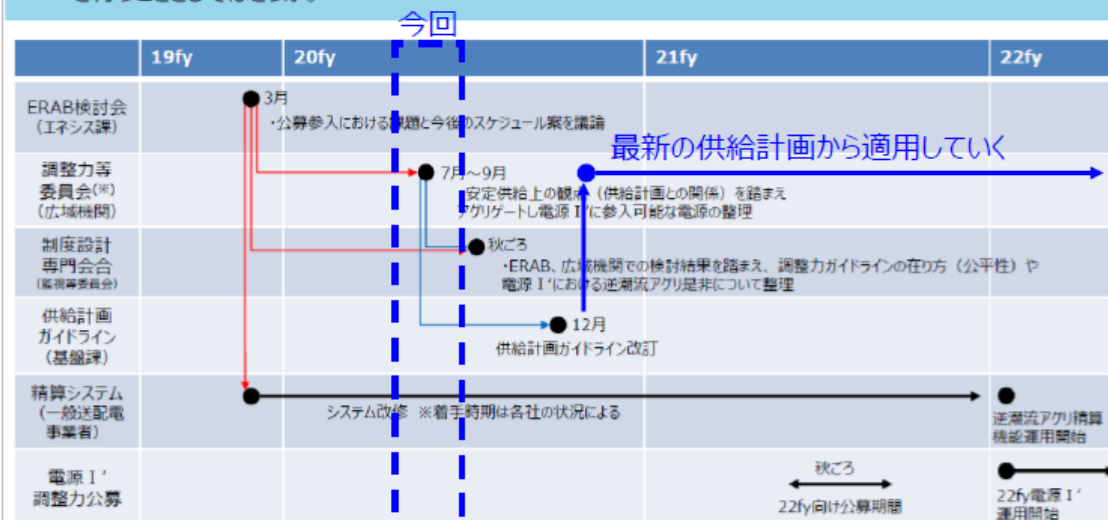 今回
19fy
20fy
21fy
22fy
ERAB検討会
（エネシス課）
3月
・公募参入における課題と今後のスケジュール案を議論
最新の供給計画から適用していく
調整力等
委員会(※)
（広域機関）
7月～9月
安定供給上の観点（供給計画との関係）を踏まえ
アグリゲートし電源Ⅰ’に参入可能な電源の整理
制度設計
専門会合
（監視等委員会）
秋ごろ
・ERAB、広域機関での検討結果を踏まえ、調整力ガイドラインの在り方（公平性）や
電源Ⅰ’における逆潮流アグリ是非について整理
供給計画
ガイドライン
（基盤課）
12月
供給計画ガイドライン改訂
精算システム
（一般送配電
事業者）
システム改修 ※着手時期は各社の状況による
逆潮流アグリ精算
機能運用開始
電源Ⅰ’
調整力公募
秋ごろ
22fy向け公募期間
22fy電源Ⅰ’
運用開始